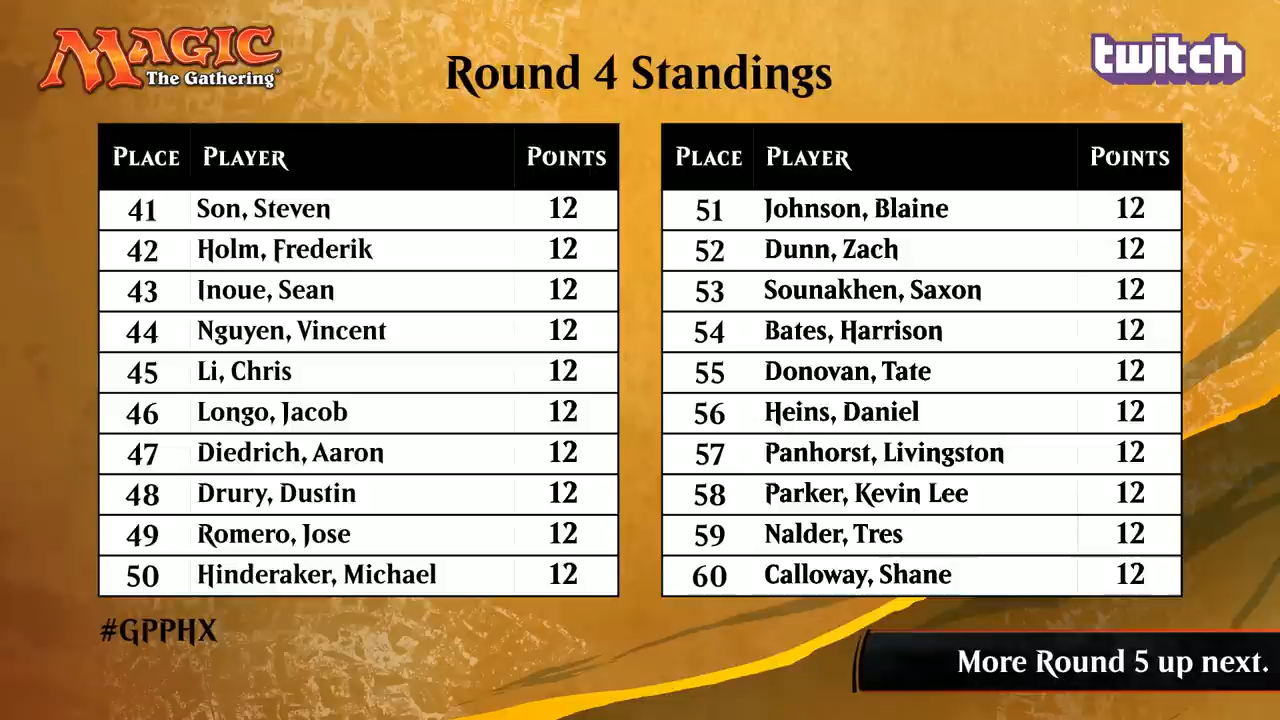 MAGIC
The Gathering®
twitch
Round 4 Standings
PLACE PLAYER POINTS
41 Son, Steven 12
42 Holm, Frederik 12
43 Inoue, Sean 12
44 Nguyen, Vincent 12
45 Li, Chris 12
46 Longo, Jacob 12
47 Diedrich, Aaron 12
48 Drury, Dustin 12
49 Romero, Jose 12
50 Hinderaker, Michael 12
PLACE PLAYER POINTS
51 Johnson, Blaine 12
52 Dunn, Zach 12
53 Sounakhen, Saxon 12
54 Bates, Harrison 12
55 Donovan, Tate 12
56 Heins, Daniel 12
57 Panhorst, Livingston 12
58 Parker, Kevin Lee 12
59 Nalder, Tres 12
60 Calloway, Shane 12
#GPPHX
More Round 5 up next.